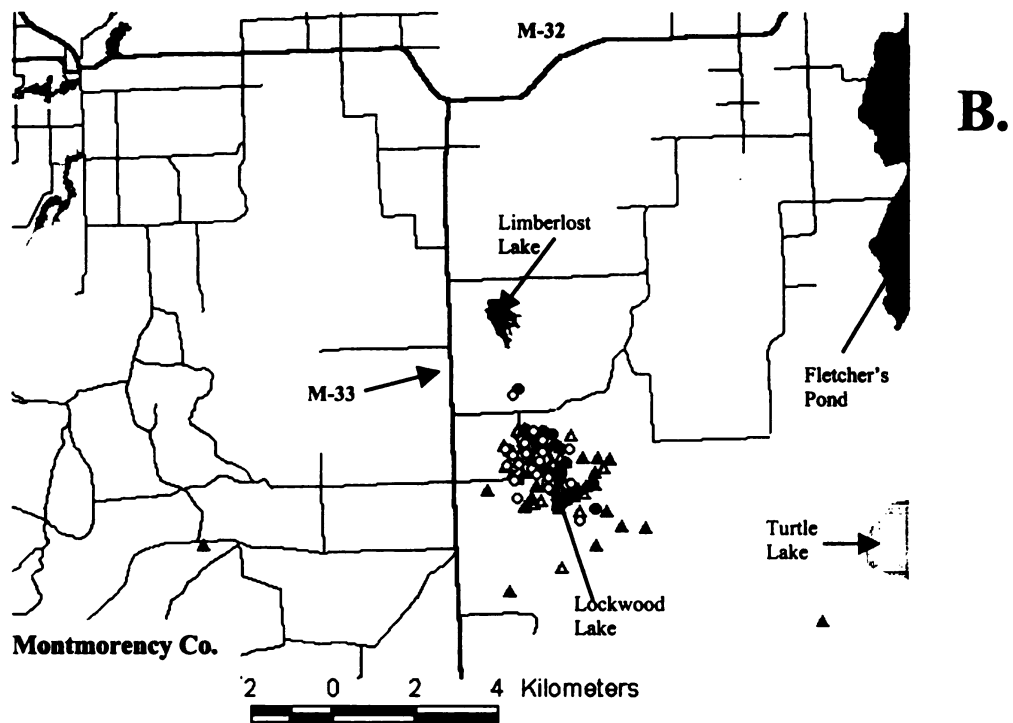 M-32
B.
Limberlost
Lake
M-33
Fletcher's
Pond
Turtle
Lake
Lockwood
Lake
Montmorency Co.
2 0 2 4 Kilometers